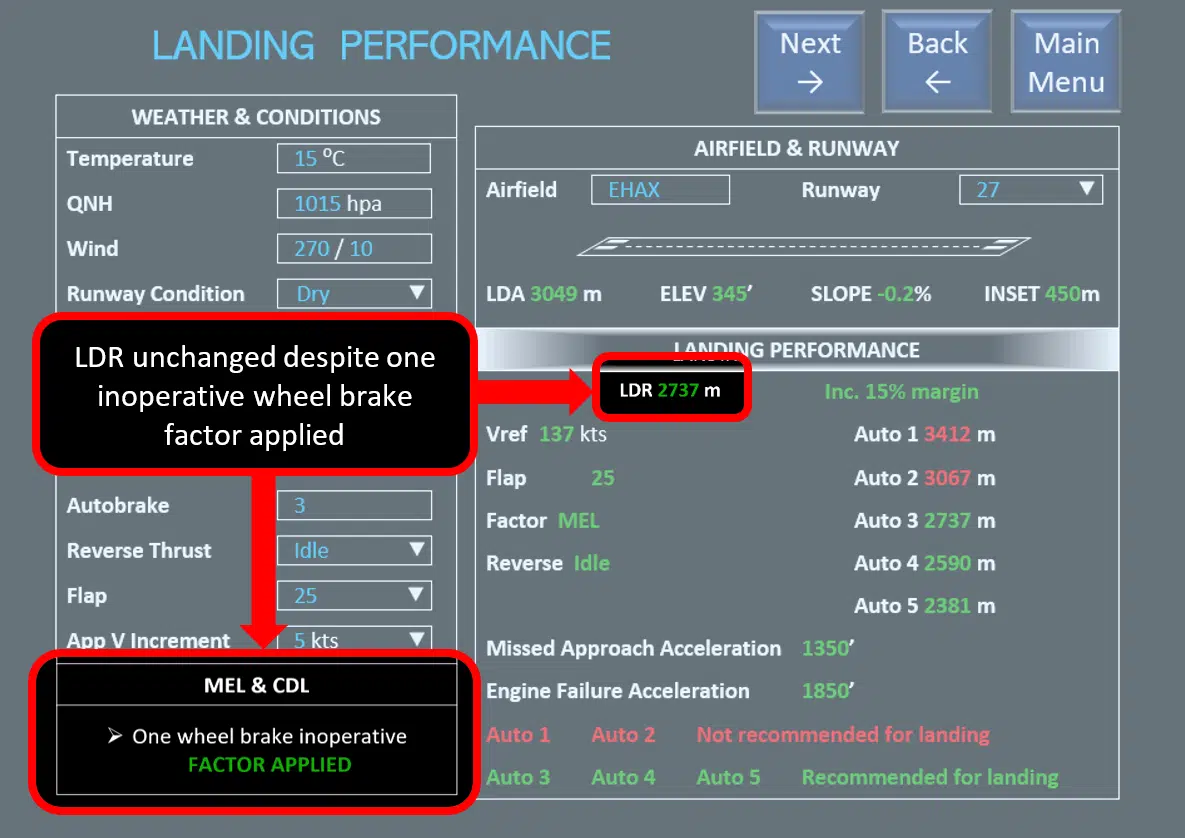 LANDING PERFORMANCE
Next
→
Back
←
Main
Menu
WEATHER & CONDITIONS
Temperature 15 ⁰C
QNH 1015 hpa
Wind 270 / 10
Runway Condition Dry
AIRFIELD & RUNWAY
Airfield EHAX Runway 27
LDA 3049 m ELEV 345’ SLOPE -0.2% INSET 450m
LDR unchanged despite one
inoperative wheel brake
factor applied
LANDING PERFORMANCE
LDR 2737 m Inc. 15% margin
Vref 137 kts Auto 1 3412 m
Flap 25 Auto 2 3067 m
Factor MEL Auto 3 2737 m
Reverse Idle Auto 4 2590 m
Auto 5 2381 m
Missed Approach Acceleration 1350’
Engine Failure Acceleration 1850’
Auto 1 Auto 2 Not recommended for landing
Auto 3 Auto 4 Auto 5 Recommended for landing
Autobrake 3
Reverse Thrust Idle
Flap 25
App V Increment 5 kts
MEL & CDL
➢ One wheel brake inoperative
FACTOR APPLIED